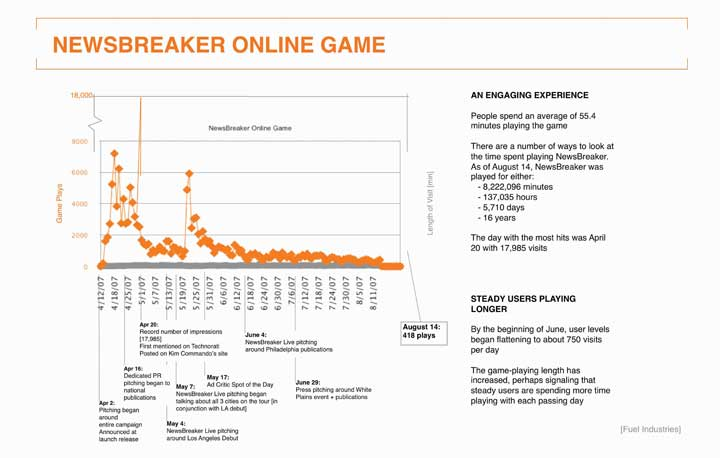 NEWSBREAKER ONLINE GAME
18,000
NewsBreaker Online Game
8000
6000
4000
2000
0
Game Plays
Length of Visit [min]
4/12/07
4/18/07
4/25/07
5/1/07
5/7/07
5/13/07
5/19/07
5/25/07
5/31/07
6/6/07
6/12/07
6/18/07
6/24/07
6/30/07
7/6/07
7/12/07
7/18/07
7/24/07
7/30/07
8/5/07
8/11/07
August 14:
418 plays
Apr 20:
Record number of impressions
[17,985]
First mentioned on Technorati
Posted on Kim Commando's site
June 4:
NewsBreaker Live pitching
around Philadelphia publications
Apr 16:
Dedicated PR
pitching began to
national
publications
May 17:
Ad Critic Spot of the Day
May 7:
NewsBreaker Live pitching began
talking about all 3 cities on the tour [in
conjunction with LA debut]
June 29:
Press pitching around White
Plains event + publications
Apr 2:
Pitching began
around
entire campaign
Announced at
launch release
May 4:
NewsBreaker Live pitching
around Los Angeles Debut
AN ENGAGING EXPERIENCE
People spend an average of 55.4
minutes playing the game
There are a number of ways to look at
the time spent playing NewsBreaker.
As of August 14, NewsBreaker was
played for either:
- 8,222,096 minutes
- 137,035 hours
- 5,710 days
- 16 years
The day with the most hits was April
20 with 17,985 visits
STEADY USERS PLAYING
LONGER
By the beginning of June, user levels
began flattening to about 750 visits
per day
The game-playing length has
increased, perhaps signaling that
steady users are spending more time
playing with each passing day
[Fuel Industries]